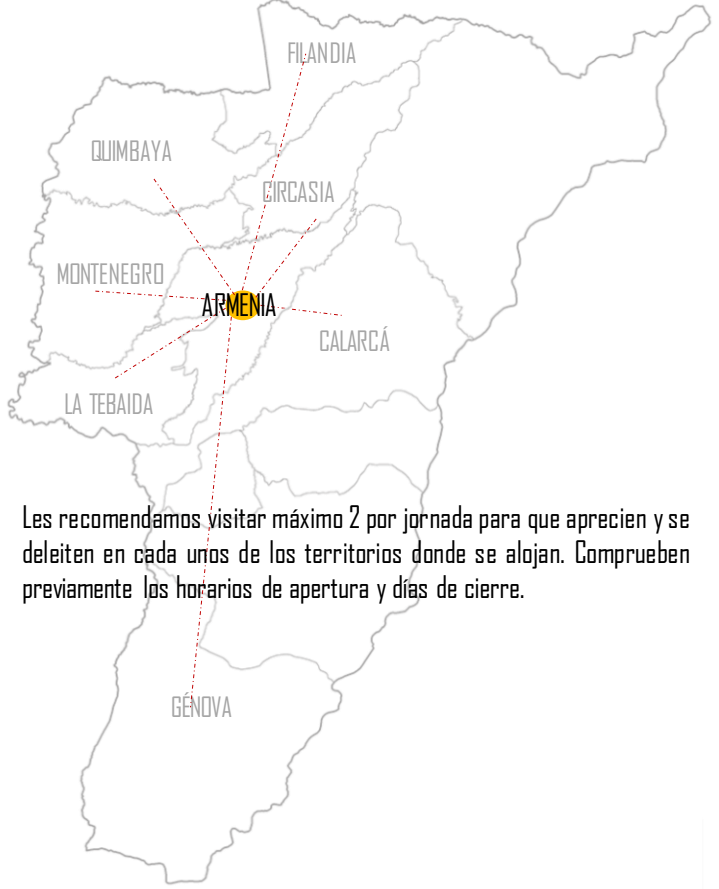 FILANDIA
QUIMBAYA
CIRCASIA
MONTENEGRO
ARMENIA
CALARCÁ
LA TEBAIDA
Les recomendamos visitar máximo 2 por jornada para que aprecien y se
deleiten en cada unos de los territorios donde se alojan. Comprueben
previamente los horarios de apertura y días de cierre.
GÉNOVA